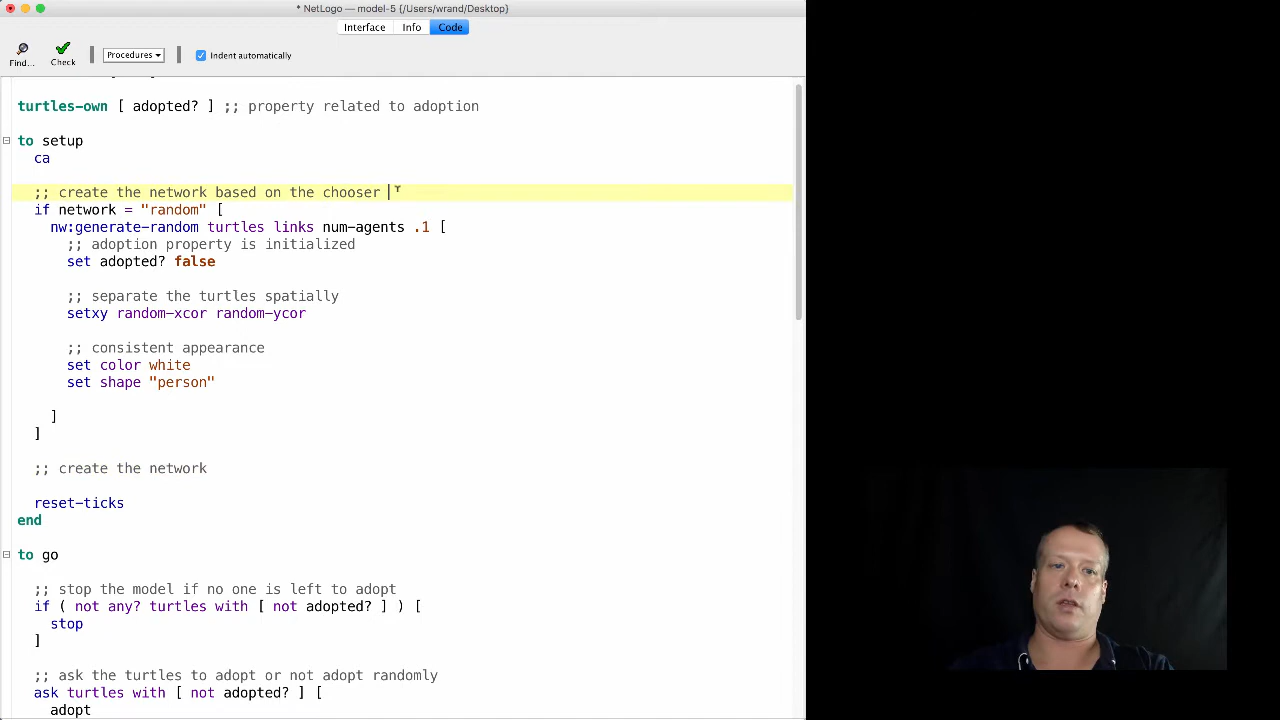 * NetLogo — model-5 {/Users/wrand/Desktop}
Interface Info Code
Find... Check Procedures Indent automatically
turtles-own [ adopted? ] ;; property related to adoption
to setup
ca
;; create the network based on the chooser
if network = "random" [
nw:generate-random turtles links num-agents .1 [
;; adoption property is initialized
set adopted? false
;; separate the turtles spatially
setxy random-xcor random-ycor
;; consistent appearance
set color white
set shape "person"
]
]
;; create the network
reset-ticks
end
to go
;; stop the model if no one is left to adopt
if ( not any? turtles with [ not adopted? ] ) [
stop
]
;; ask the turtles to adopt or not adopt randomly
ask turtles with [ not adopted? ] [
adopt